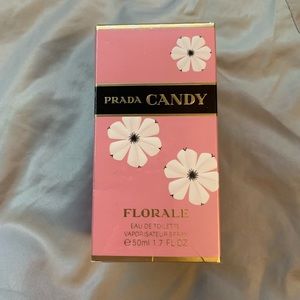 PRADA CANDY
FLORALE
EAU DE TOILETTE
VAPORISATEUR SPRAY
℮ 50ml 1.7 FL OZ